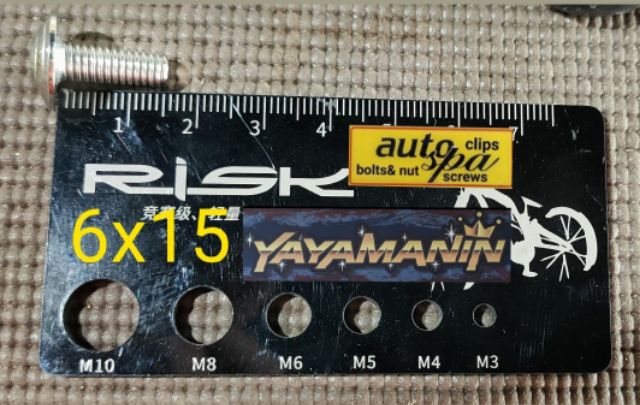 1 2 3 4 7
auto spa clips
bolts& nut screws
RISK
竞赛级 轻量
6x15
YAYAMANIN
M10 M8 M6 M5 M4 M3